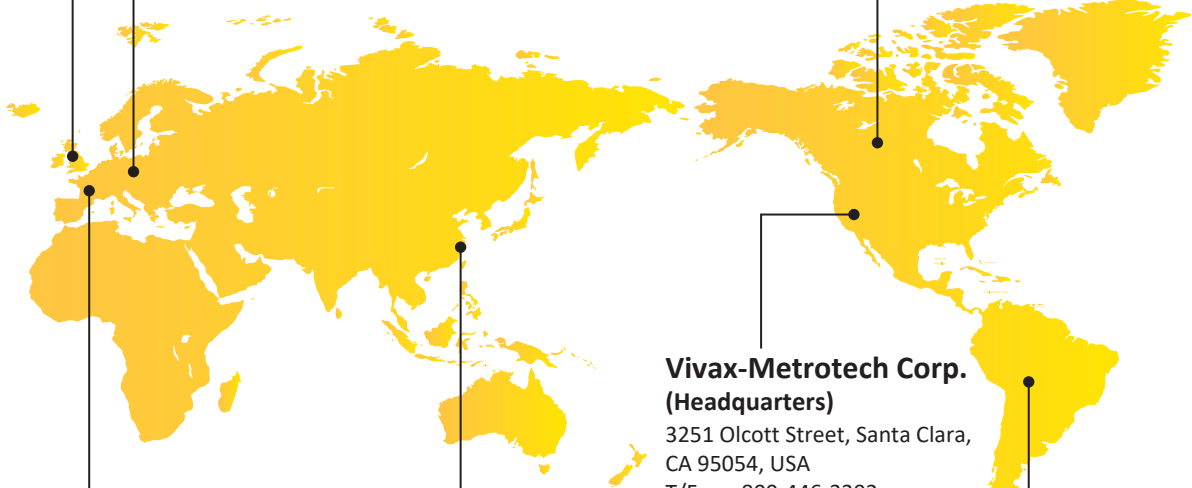 Vivax-Metrotech Corp.
(Headquarters)
3251 Olcott Street, Santa Clara,
CA 95054, USA